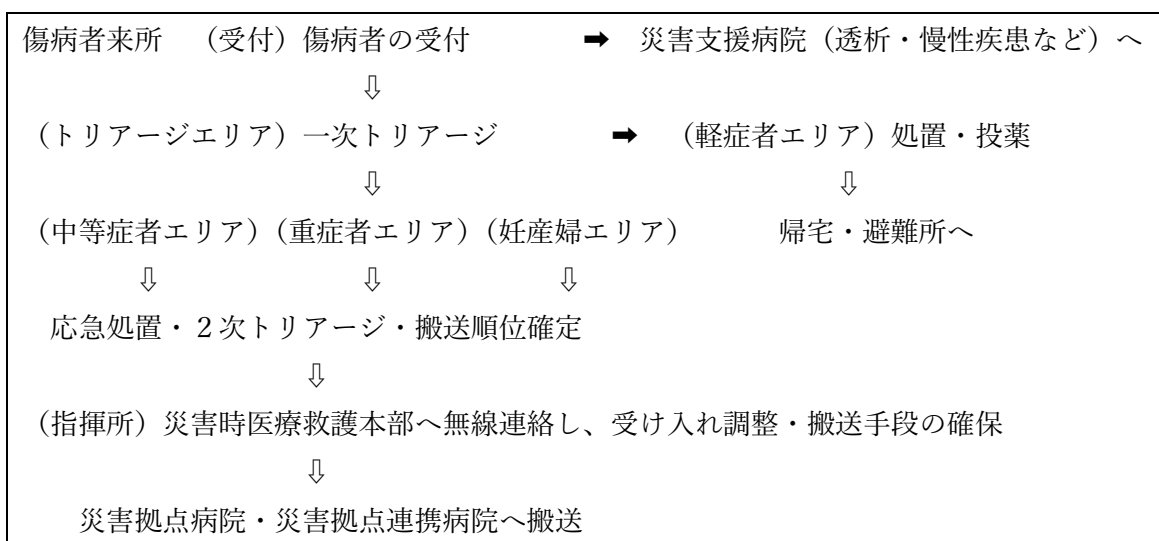 傷病者来所　（受付）傷病者の受付　　　　➡　災害支援病院（透析・慢性疾患など）へ
⇩
（トリアージエリア）一次トリアージ　　　　➡　（軽症者エリア）処置・投薬
⇩　　　　⇩
（中等症者エリア）（重症者エリア）（妊産婦エリア）　　　帰宅・避難所へ
⇩　　　　⇩　　　　⇩
応急処置・２次トリアージ・搬送順位確定
⇩
（指揮所）災害時医療救護本部へ無線連絡し、受け入れ調整・搬送手段の確保
⇩
災害拠点病院・災害拠点連携病院へ搬送